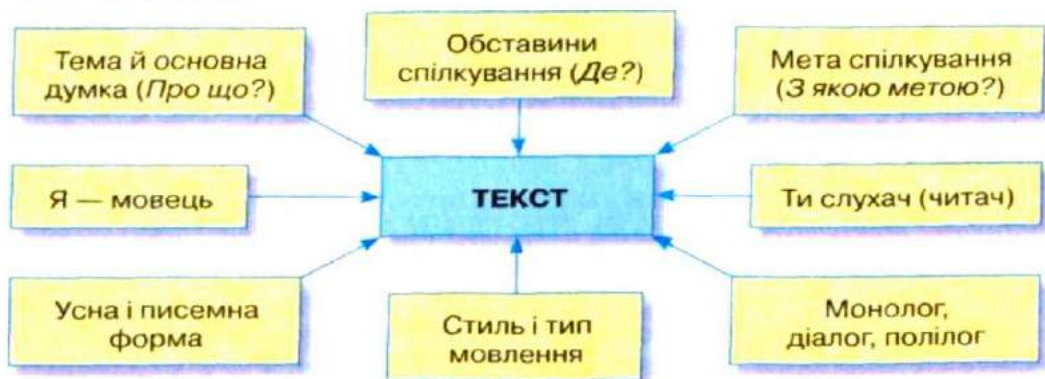 Тема й основна
думка (Про що?)
Обставини
спілкування (Де?)
Мета спілкування
(З якою метою?)
Я — мовець
ТЕКСТ
Ти слухач (читач)
Усна і писемна
форма
Стиль і тип
мовлення
Монолог,
діалог, полілог